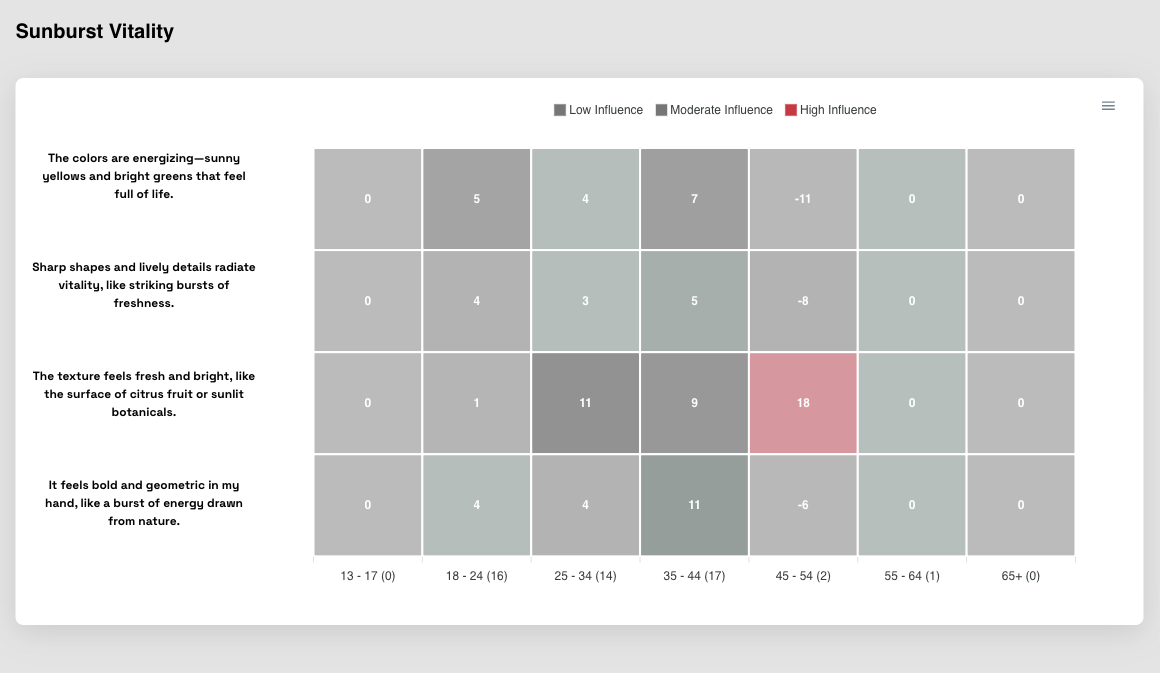 Sunburst Vitality
Low Influence Moderate Influence High Influence
The colors are energizing—sunny
yellows and bright greens that feel
full of life.
0 5 4 7 -11 0 0
Sharp shapes and lively details radiate
vitality, like striking bursts of
freshness.
0 4 3 5 -8 0 0
The texture feels fresh and bright, like
the surface of citrus fruit or sunlit
botanicals.
0 1 11 9 18 0 0
It feels bold and geometric in my
hand, like a burst of energy drawn
from nature.
0 4 4 11 -6 0 0
13 - 17 (0) 18 - 24 (16) 25 - 34 (14) 35 - 44 (17) 45 - 54 (2) 55 - 64 (1) 65+ (0)